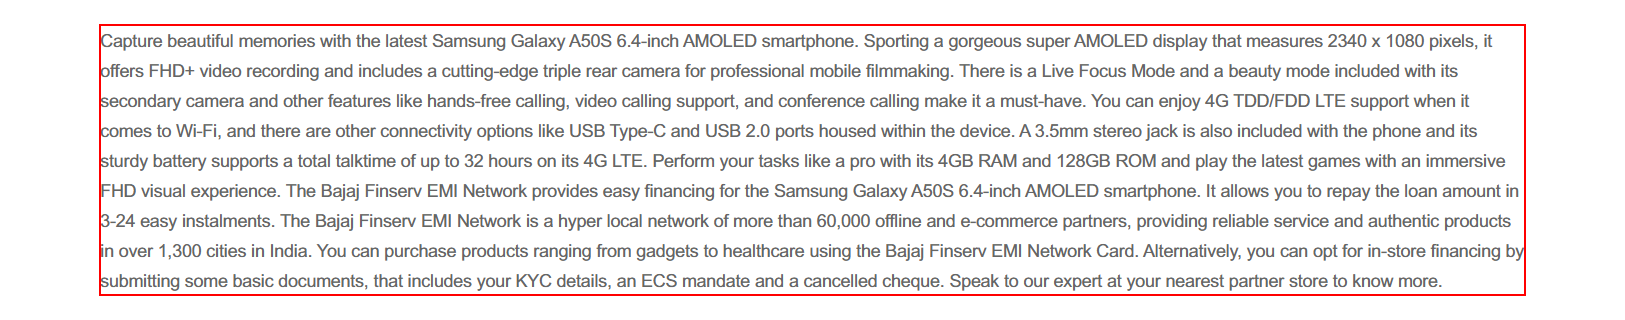 Capture beautiful memories with the latest Samsung Galaxy A50S 6.4-inch AMOLED smartphone. Sporting a gorgeous super AMOLED display that measures 2340 x 1080 pixels, it
offers FHD+ video recording and includes a cutting-edge triple rear camera for professional mobile filmmaking. There is a Live Focus Mode and a beauty mode included with its
secondary camera and other features like hands-free calling, video calling support, and conference calling make it a must-have. You can enjoy 4G TDD/FDD LTE support when it
comes to Wi-Fi, and there are other connectivity options like USB Type-C and USB 2.0 ports housed within the device. A 3.5mm stereo jack is also included with the phone and its
sturdy battery supports a total talktime of up to 32 hours on its 4G LTE. Perform your tasks like a pro with its 4GB RAM and 128GB ROM and play the latest games with an immersive
FHD visual experience. The Bajaj Finserv EMI Network provides easy financing for the Samsung Galaxy A50S 6.4-inch AMOLED smartphone. It allows you to repay the loan amount in
3-24 easy instalments. The Bajaj Finserv EMI Network is a hyper local network of more than 60,000 offline and e-commerce partners, providing reliable service and authentic products
in over 1,300 cities in India. You can purchase products ranging from gadgets to healthcare using the Bajaj Finserv EMI Network Card. Alternatively, you can opt for in-store financing by
submitting some basic documents, that includes your KYC details, an ECS mandate and a cancelled cheque. Speak to our expert at your nearest partner store to know more.